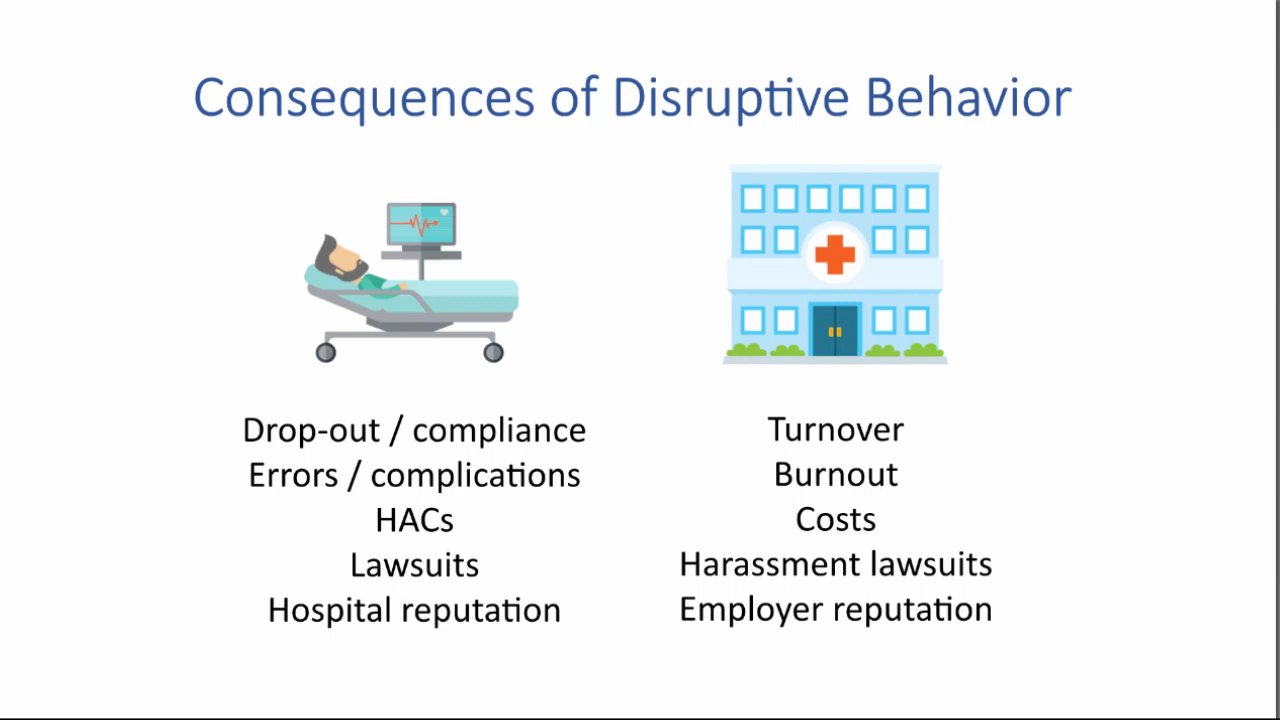 Consequences of Disruptive Behavior
Drop-out / compliance
Errors / complications
HACs
Lawsuits
Hospital reputation
Turnover
Burnout
Costs
Harassment lawsuits
Employer reputation